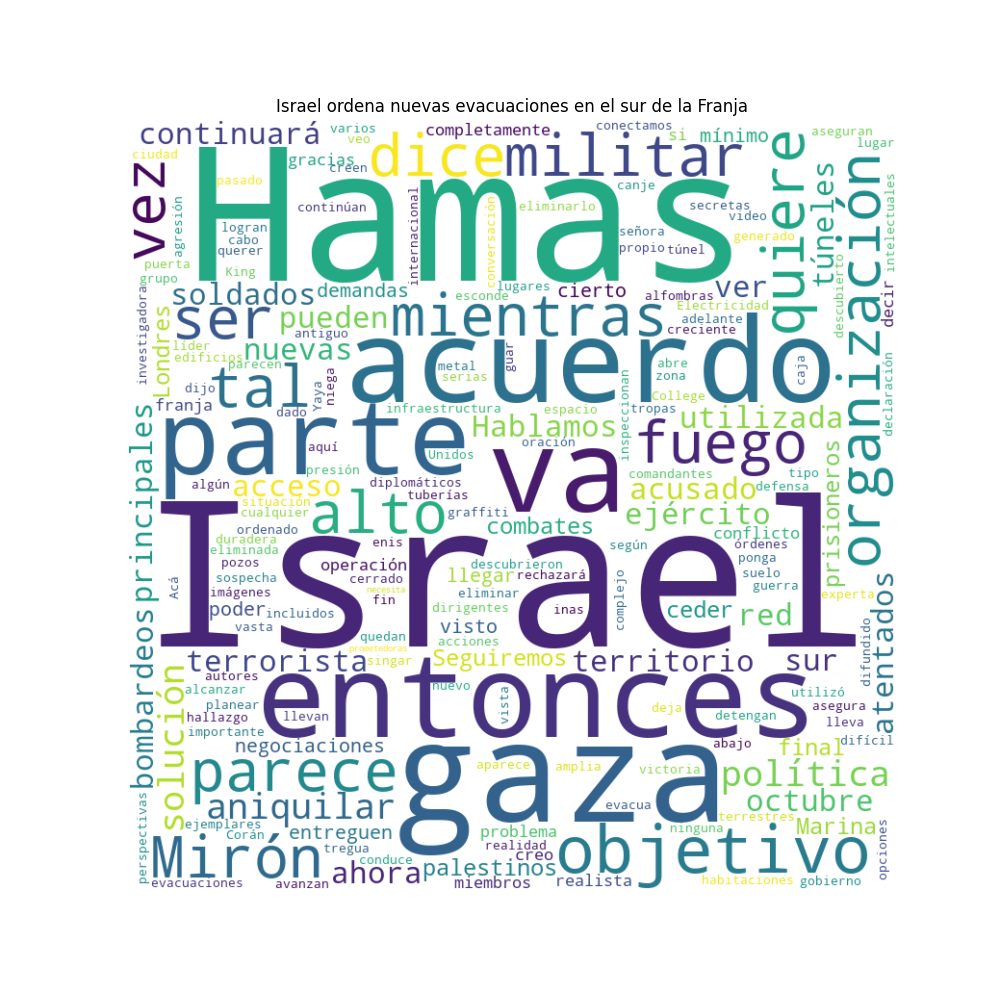 Israel ordena nuevas evacuaciones en el sur de la Franja
continuará
varios
veo
completamente
conectamos
si
mínimo
aseguran
lugar
ciudad
vez
gracias
creen
dice
militar
quiere
túneles
organización
intelectuales
pasado
Hamas
canje
secretas
video
eliminarlo
agresión
logran
cabo
querer
continúan
internacional
conversación
señora
propio
túnel
generado
descubierto
decir
puerta
grupo
King
lugares
cierto
ver
investigadora
soldados
demandas
esconde
alfombras
Electricidad
adelante
creciente
Londres
ser
pueden
antiguo
mientras
líder
edificios
nuevas
parecen
acuerdo
guar
metal
serias
abre
zona
caja
declaración
dijo
tal
dado
Yaya
niega
College
franja
infraestructura
espacio
tropas
utilizada
principales
parte
Hablamos
inspeccionan
aquí
Unidos
oración
va
fuego
presión
algún
acceso
situación
cualquier
diplomáticos
tuberías
comandantes
tipo
defensa
acusado
prisioneros
ordenado
alto
graffiti
combates
ejército
conflicto
duradera
eliminada
pozos
enis
según
órdenes
ponga
Israel
sospecha
imágenes
operación
cerrado
necesita
fin
descubrieron
llegar
rechazará
eliminar
complejo
suelo
guerra
experta
Acá
poder
incluidos
vasta
dirigentes
inas
ceder
red
atentados
bombardeos
quedan
acciones
visto
prometedoras
terrorista
singar
Seguiremos
territorio
sur
difundido
autores
alcanzar
planear
hallazgo
importante
solución
entonces
nuevo
vista
llevan
deja
detengan
utilizó
asegura
lleva
difícil
negociaciones
abajo
final
parece
gaza
aparece
amplia
victoria
política
aniquilar
evacua
octubre
perspectivas
ejemplares
Corán
entreguen
tregua
problema
realidad
creo
ninguna
terrestres
Marina
Mirón
conduce
objetivo
opciones
evacuaciones
avanzan
ahora
palestinos
miembros
realista
habitaciones
gobierno